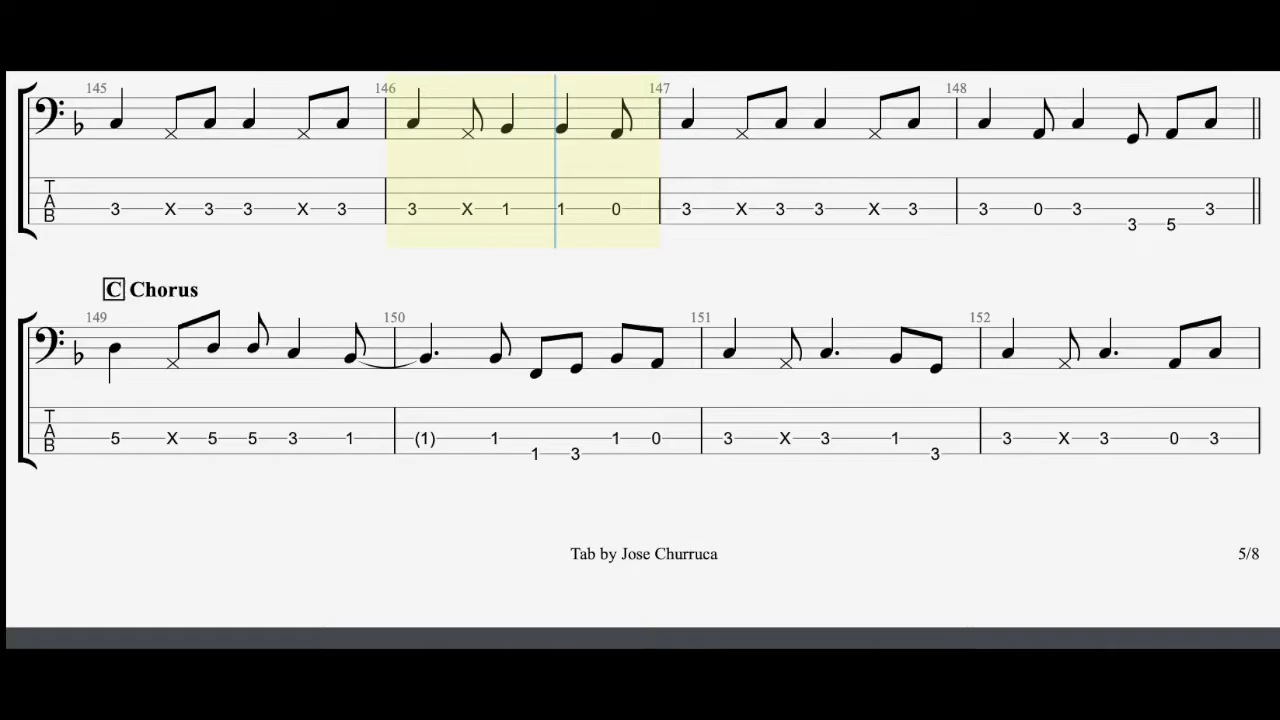 145 146 147 148
T
A
B
3 X 3 3 X 3 3 X 1 1 0 3 X 3 3 X 3 3 0 3 3 5 3
C Chorus
149 150 151 152
T
A
B
5 X 5 5 3 1 (1) 1 1 3 1 0 3 X 3 1 3 3 X 3 0 3
Tab by Jose Churruca
5/8